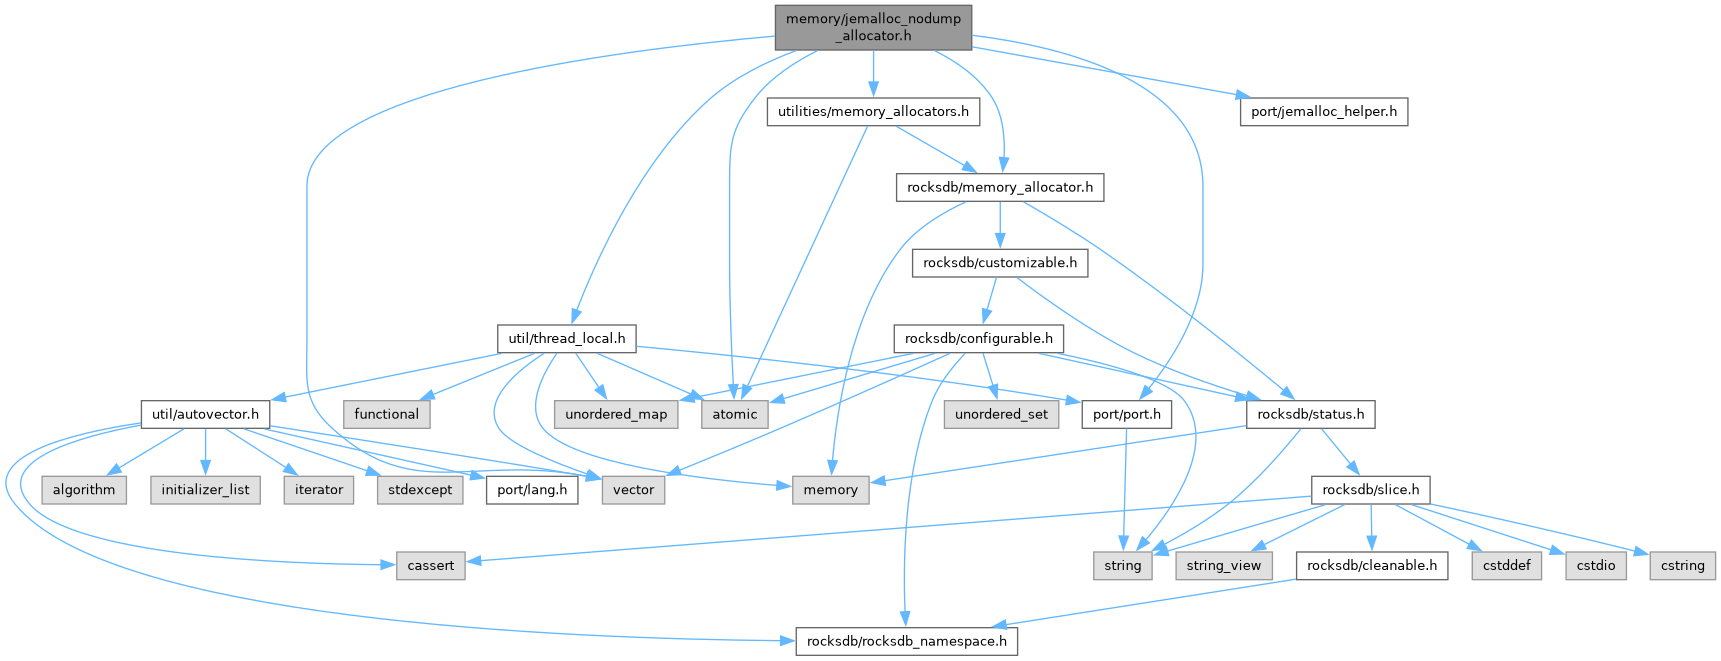 memory/jemalloc_nodump
_allocator.h
utilities/memory_allocators.h
port/jemalloc_helper.h
rocksdb/memory_allocator.h
rocksdb/customizable.h
util/thread_local.h
rocksdb/configurable.h
util/autovector.h
functional
unordered_map
atomic
unordered_set
port/port.h
rocksdb/status.h
algorithm
initializer_list
iterator
stdexcept
port/lang.h
vector
memory
rocksdb/slice.h
cassert
string
string_view
rocksdb/cleanable.h
cstddef
cstdio
cstring
rocksdb/rocksdb_namespace.h